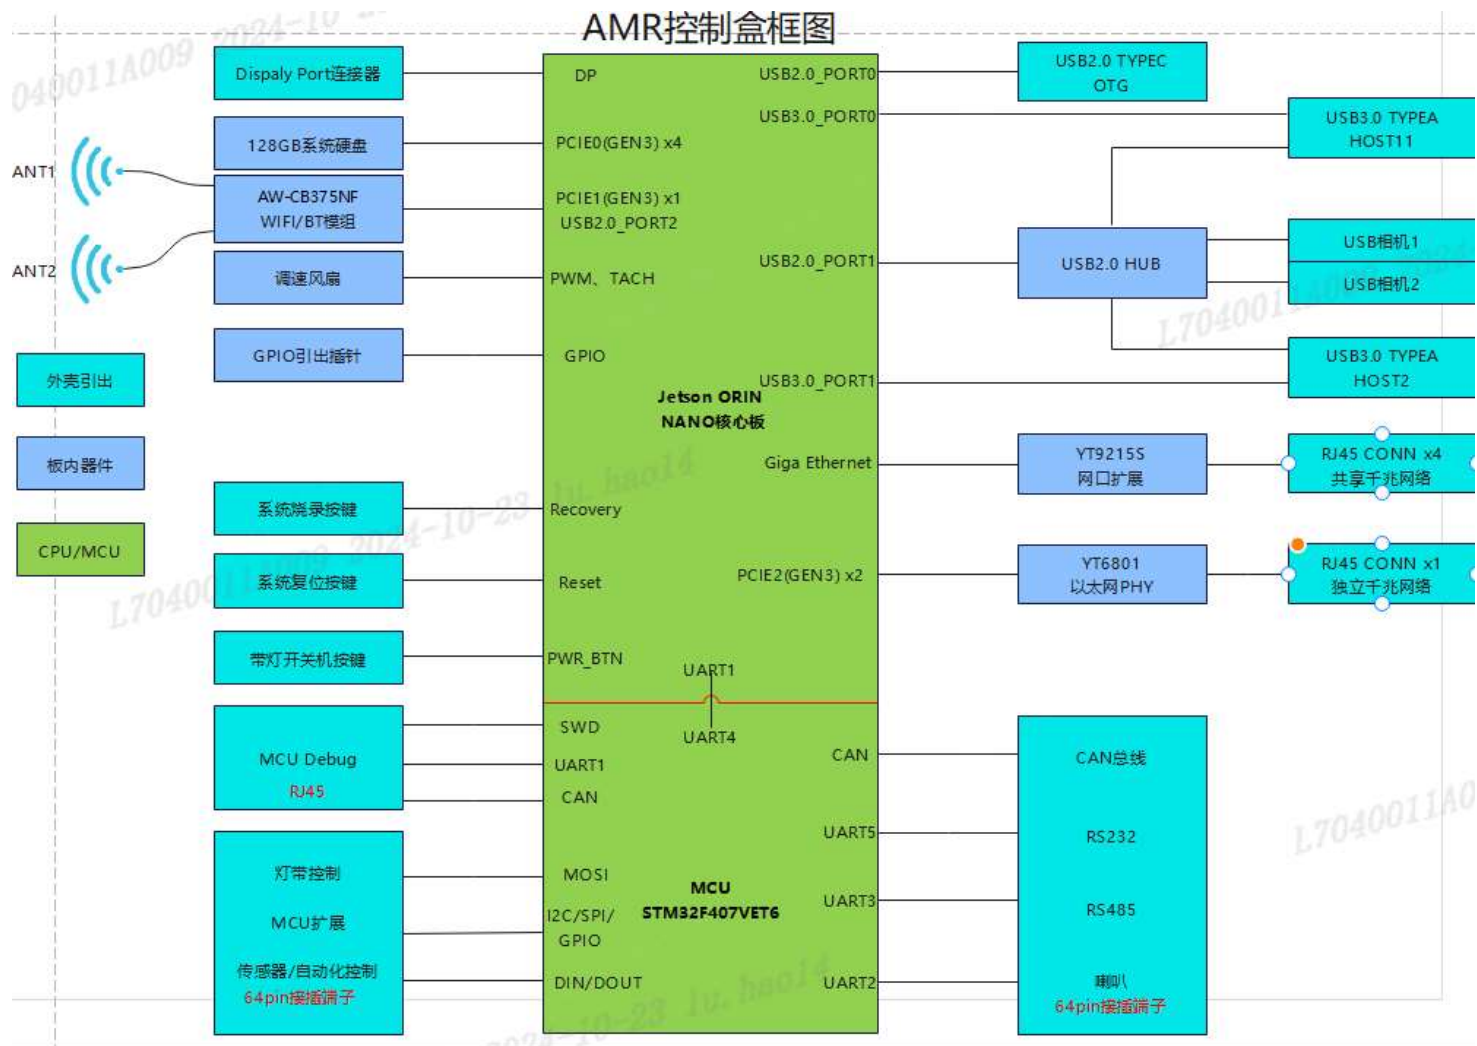 AMR控制盒框图
Dispaly Port连接器
DP
USB2.0_PORT0
USB2.0 TYPEC
OTG
USB3.0_PORT0
USB3.0 TYPEA
HOST11
128GB系统硬盘
PCIE0(GEN3) x4
ANT1
AW-CB375NF
WIFI/BT模组
PCIE1(GEN3) x1
USB2.0_PORT2
ANT2
USB2.0_PORT1
USB2.0 HUB
USB相机1
USB相机2
调速风扇
PWM、TACH
GPIO引出插针
GPIO
USB3.0 TYPEA
HOST2
外壳引出
USB3.0_PORT1
Jetson ORIN
NANO核心板
板内器件
Giga Ethernet
YT9215S
网口扩展
RJ45 CONN x4
共享千兆网络
系统烧录按键
Recovery
CPU/MCU
系统复位按键
Reset
PCIE2(GEN3) x2
YT6801
以太网PHY
RJ45 CONN x1
独立千兆网络
带灯开关机按键
PWR_BTN
UART1
UART4
MCU Debug
RJ45
SWD
UART1
CAN
CAN
CAN总线
UART5
RS232
灯带控制
MOSI
MCU扩展
I2C/SPI/
GPIO
MCU
STM32F407VET6
UART3
RS485
传感器/自动化控制
64pin接插端子
DIN/DOUT
UART2
喇叭
64pin接插端子
L7040011A009 2024-10-23 lu.hao14